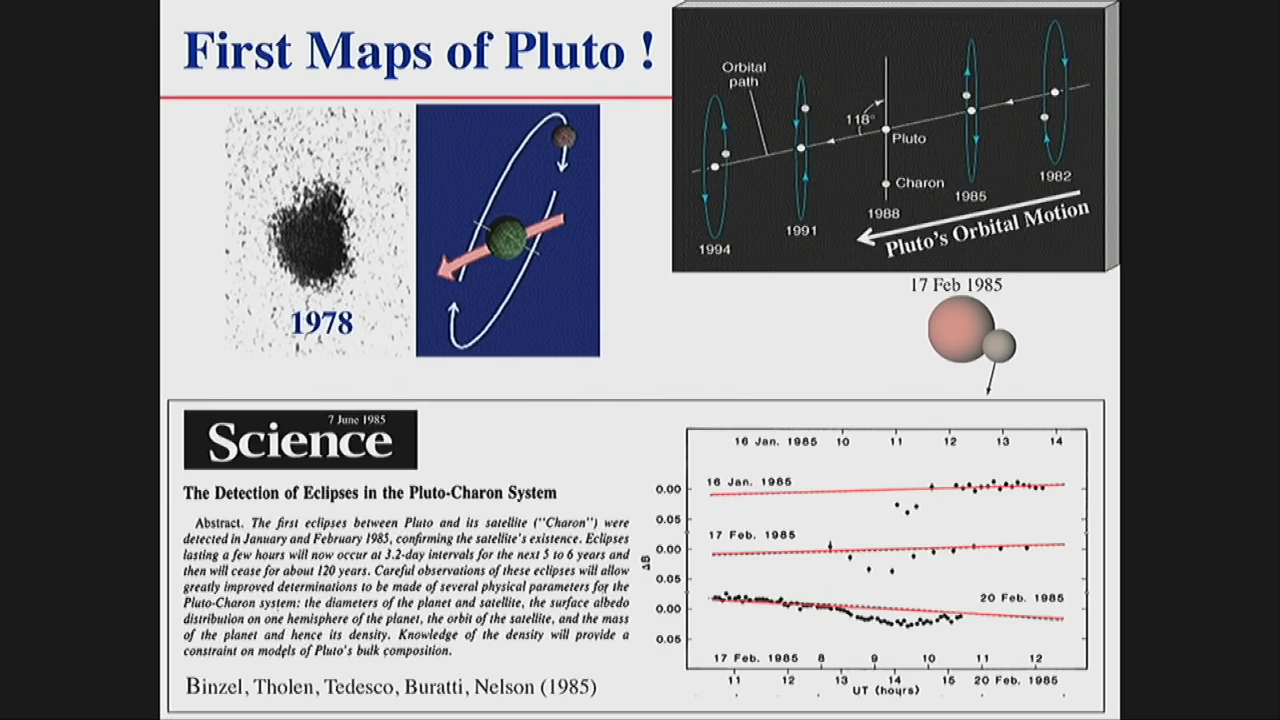 First Maps of Pluto !
1978
Orbital
path
118°
Pluto
Charon
1994
1991
1988
1985
1982
Pluto's Orbital Motion
17 Feb 1985
7 June 1985
Science
The Detection of Eclipses in the Pluto-Charon System
Abstract. The first eclipses between Pluto and its satellite ("Charon") were
detected in January and February 1985, confirming the satellite's existence. Eclipses
lasting a few hours will now occur at 3.2-day intervals for the next 5 to 6 years and
then will cease for about 120 years. Careful observations of these eclipses will allow
greatly improved determinations to be made of several physical parameters for the
Pluto-Charon system: the diameters of the planet and satellite, the surface albedo
distribution on one hemisphere of the planet, the orbit of the satellite, and the mass
of the planet and hence its density. Knowledge of the density will provide a
constraint on models of Pluto's bulk composition.
Binzel, Tholen, Tedesco, Buratti, Nelson (1985)
16 Jan. 1985 10 11 12 13 14
16 Jan. 1985
0.00
0.05
17 Feb. 1985
0.00
ΔB
0.05
20 Feb. 1985
0.00
0.05
17 Feb. 1985 8 9 10 11 12
11 12 13 14 15 20 Feb. 1985
UT (hours)